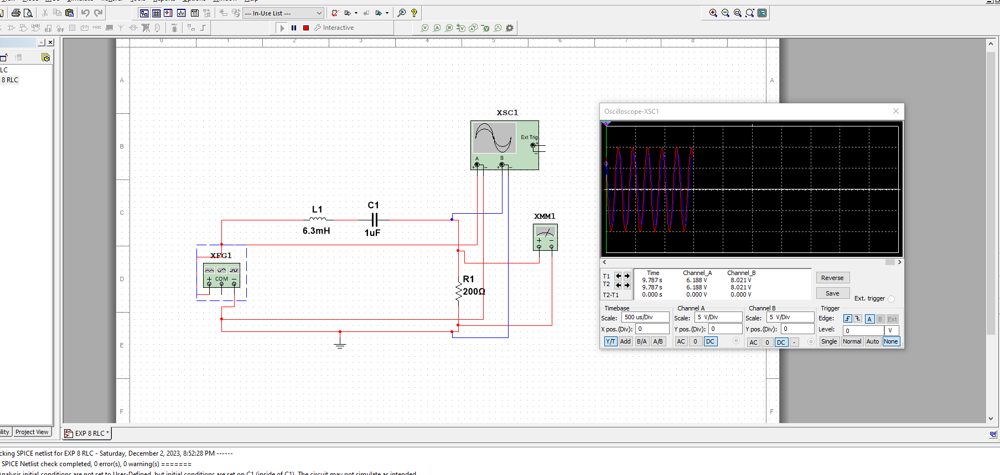 --- In-Use List ---
Interactive
MISC
0 1 2 3 4 5 6 7 8
LC
8 RLC
A
A
B
C
D
E
F
F
XSC1
Ext Trig
+
−
A
B
+ − + −
L1
6.3mH
C1
1uF
XMM1
+ −
XFG1
COM
+ −
R1
200Ω
Oscilloscope-XSC1
T1
T2
T2-T1
Time Channel_A Channel_B
9.787 s 6.188 V 8.021 V
9.787 s 6.188 V 8.021 V
0.000 s 0.000 V 0.000 V
Reverse
Save
Ext. trigger
Timebase
Scale: 500 us/Div
X pos.(Div): 0
Y/T Add B/A A/B
Channel A
Scale: 5 V/Div
Y pos.(Div): 0
AC 0 DC
Channel B
Scale: 5 V/Div
Y pos.(Div): 0
AC 0 DC -
Trigger
Edge: A B Ext
Level: 0 V
Single Normal Auto None
ility Project View
EXP 8 RLC *
cking SPICE netlist for EXP 8 RLC - Saturday, December 2, 2023, 8:52:28 PM ------
SPICE Netlist check completed, 0 error(s), 0 warning(s) =======
Analysis initial conditions are not set to User-Defined, but initial conditions are set on C1 (inside of C1). The circuit may not simulate as intended